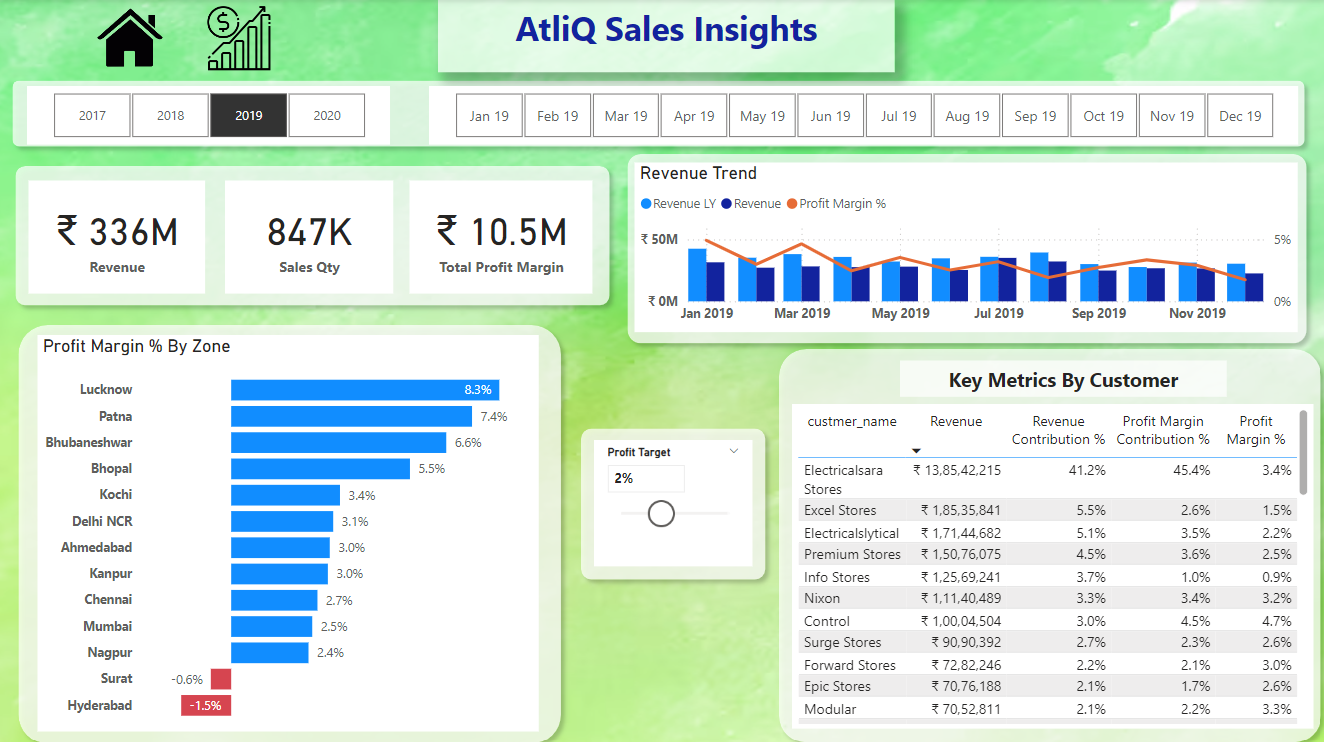 AtliQ Sales Insights
2017 2018 2019 2020
Jan 19 Feb 19 Mar 19 Apr 19 May 19 Jun 19 Jul 19 Aug 19 Sep 19 Oct 19 Nov 19 Dec 19
₹ 336M
Revenue
847K
Sales Qty
₹ 10.5M
Total Profit Margin
Revenue Trend
Revenue LY Revenue Profit Margin %
₹ 50M
₹ 0M
5%
0%
Jan 2019 Mar 2019 May 2019 Jul 2019 Sep 2019 Nov 2019
Profit Margin % By Zone
Lucknow 8.3%
Patna 7.4%
Bhubaneshwar 6.6%
Bhopal 5.5%
Kochi 3.4%
Delhi NCR 3.1%
Ahmedabad 3.0%
Kanpur 3.0%
Chennai 2.7%
Mumbai 2.5%
Nagpur 2.4%
Surat -0.6%
Hyderabad -1.5%
Profit Target
2%
Key Metrics By Customer
custmer_name Revenue Revenue Contribution % Profit Margin Contribution % Profit Margin %
Electricalsara Stores ₹ 13,85,42,215 41.2% 45.4% 3.4%
Excel Stores ₹ 1,85,35,841 5.5% 2.6% 1.5%
Electricalslytical ₹ 1,71,44,682 5.1% 3.5% 2.2%
Premium Stores ₹ 1,50,76,075 4.5% 3.6% 2.5%
Info Stores ₹ 1,25,69,241 3.7% 1.0% 0.9%
Nixon ₹ 1,11,40,489 3.3% 3.4% 3.2%
Control ₹ 1,00,04,504 3.0% 4.5% 4.7%
Surge Stores ₹ 90,90,392 2.7% 2.3% 2.6%
Forward Stores ₹ 72,82,246 2.2% 2.1% 3.0%
Epic Stores ₹ 70,76,188 2.1% 1.7% 2.6%
Modular ₹ 70,52,811 2.1% 2.2% 3.3%